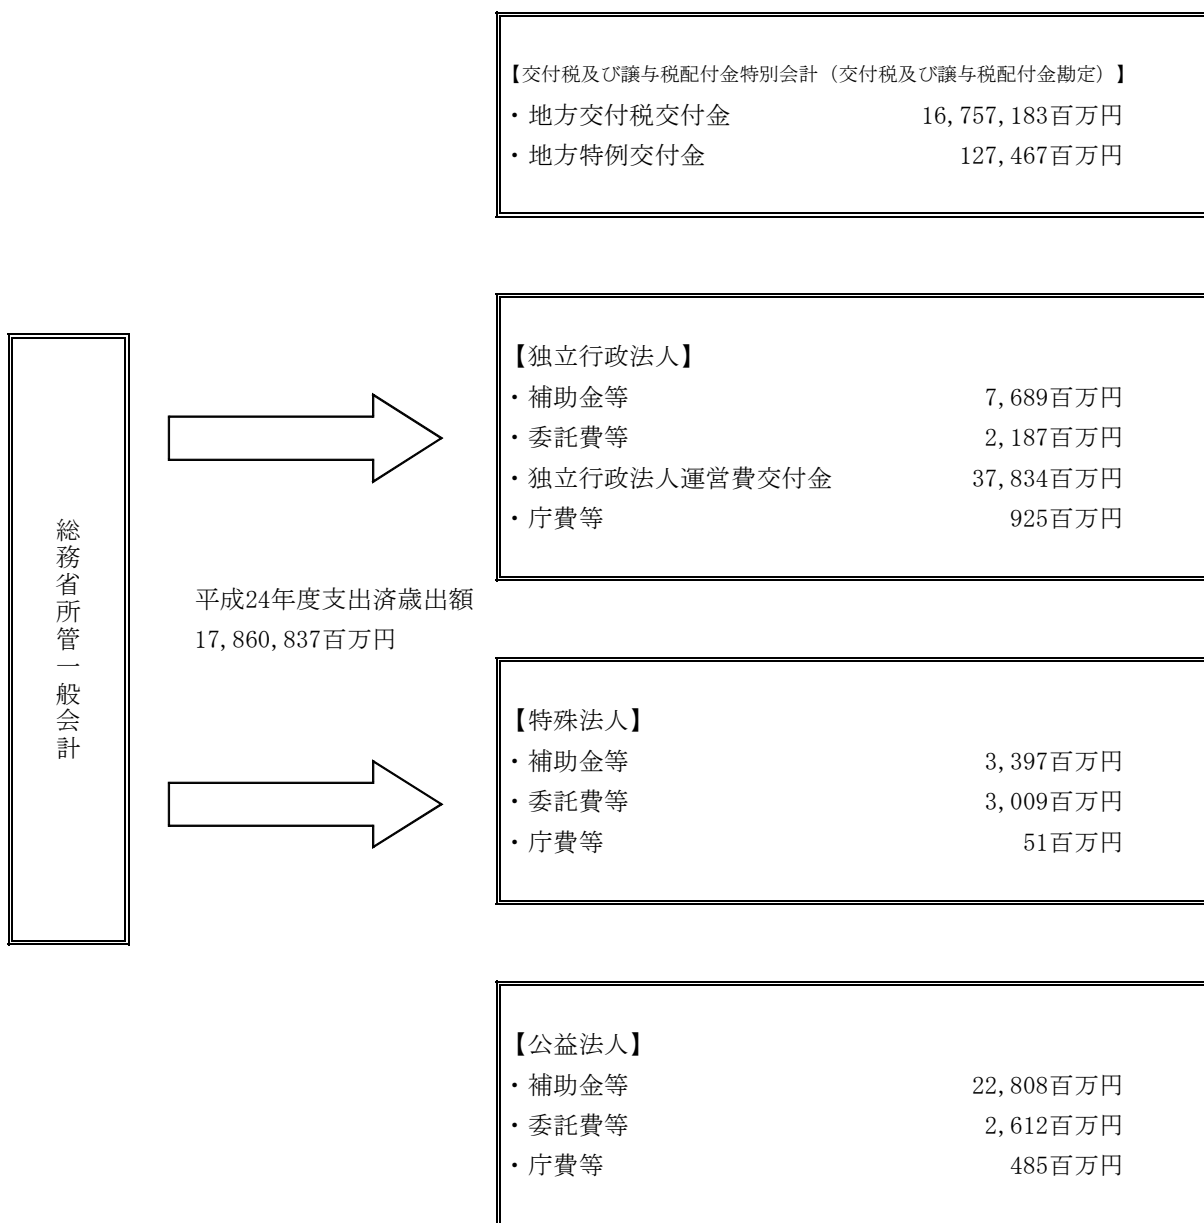 【交付税及び譲与税配付金特別会計（交付税及び譲与税配付金勘定）】
・地方交付税交付金 16,757,183百万円
・地方特例交付金 127,467百万円
総務省所管一般会計
平成24年度支出済歳出額
17,860,837百万円
【独立行政法人】
・補助金等 7,689百万円
・委託費等 2,187百万円
・独立行政法人運営費交付金 37,834百万円
・庁費等 925百万円
【特殊法人】
・補助金等 3,397百万円
・委託費等 3,009百万円
・庁費等 51百万円
【公益法人】
・補助金等 22,808百万円
・委託費等 2,612百万円
・庁費等 485百万円